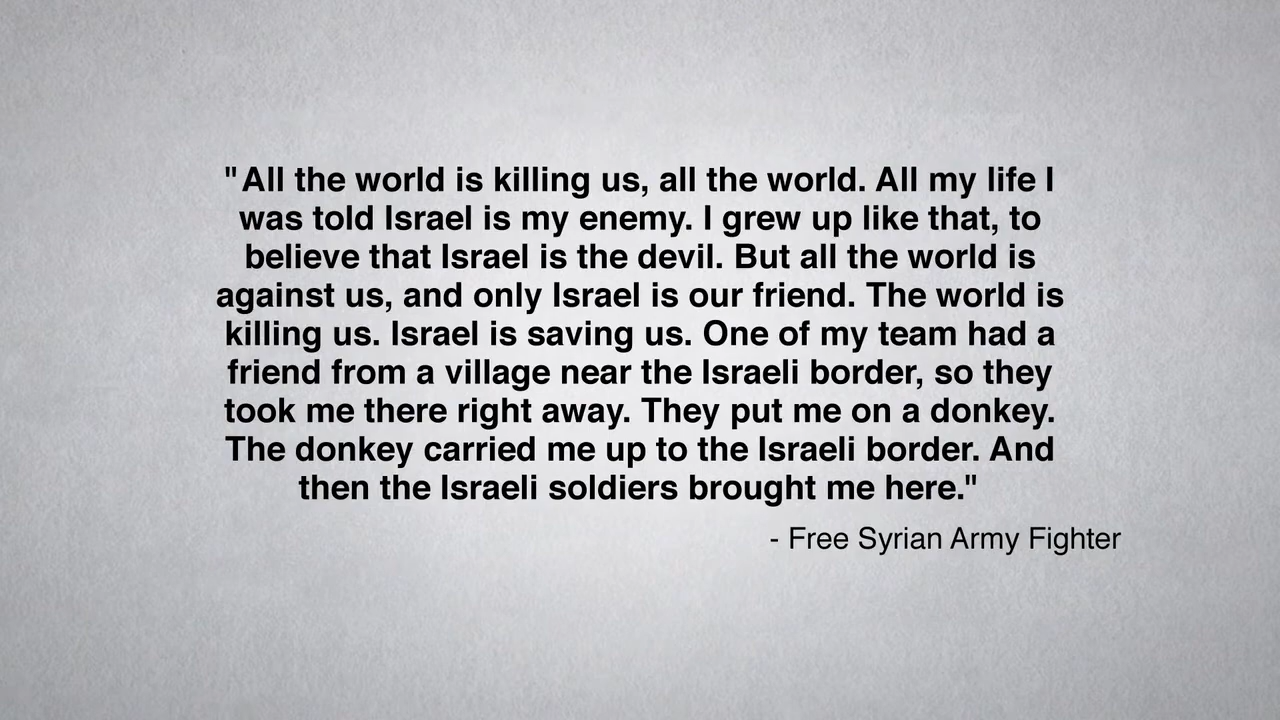 "All the world is killing us, all the world. All my life I
was told Israel is my enemy. I grew up like that, to
believe that Israel is the devil. But all the world is
against us, and only Israel is our friend. The world is
killing us. Israel is saving us. One of my team had a
friend from a village near the Israeli border, so they
took me there right away. They put me on a donkey.
The donkey carried me up to the Israeli border. And
then the Israeli soldiers brought me here."
- Free Syrian Army Fighter